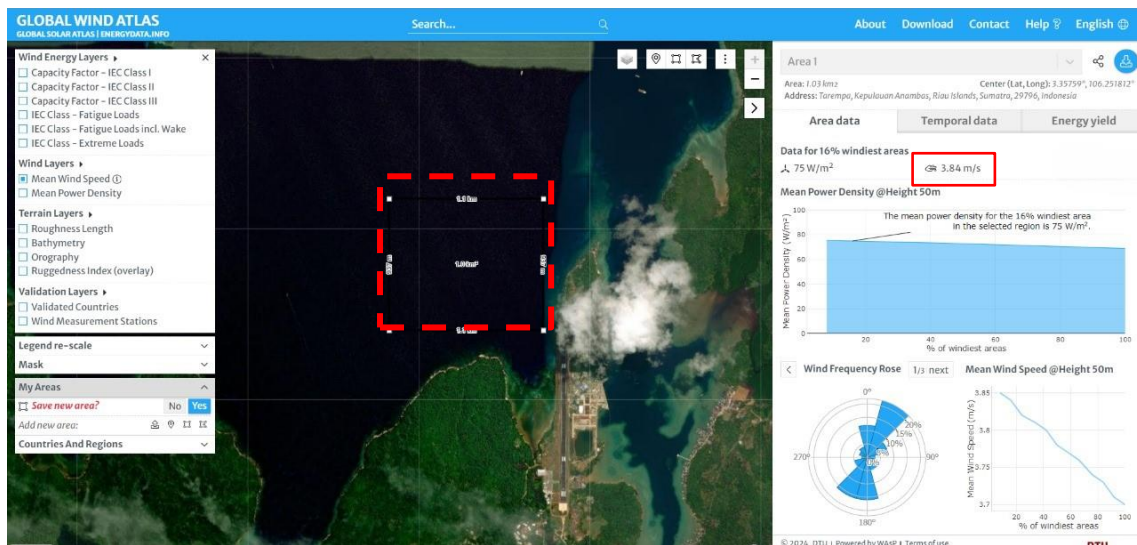 GLOBAL WIND ATLAS
GLOBAL SOLAR ATLAS | ENERGYDATA.INFO
Search...
About Download Contact Help English
Wind Energy Layers
Capacity Factor - IEC Class I
Capacity Factor - IEC Class II
Capacity Factor - IEC Class III
IEC Class - Fatigue Loads
IEC Class - Fatigue Loads incl. Wake
IEC Class - Extreme Loads
Wind Layers
Mean Wind Speed
Mean Power Density
Terrain Layers
Roughness Length
Bathymetry
Orography
Ruggedness Index (overlay)
Validation Layers
Validated Countries
Wind Measurement Stations
Legend re-scale
Mask
My Areas
Save new area? No Yes
Add new area:
Countries And Regions
1.1 km
1.0 km²
Area 1
Area: 1.03 km2 Center (Lat, Long): 3.35759°, 106.251812°
Address: Tarempa, Kepulauan Anambas, Riau Islands, Sumatra, 29796, Indonesia
Area data Temporal data Energy yield
Data for 16% windiest areas
75 W/m² 3.84 m/s
Mean Power Density @Height 50m
The mean power density for the 16% windiest area
in the selected region is 75 W/m².
Mean Power Density (W/m²)
100
80
60
40
20
0
20 40 60 80 100
% of windiest areas
Wind Frequency Rose 1/3 next
0°
20%
15%
10%
270° 90°
180°
Mean Wind Speed @Height 50m
Mean Wind Speed (m/s)
3.85
3.8
3.75
3.7
20 40 60 80 100
% of windiest areas
© 2024 DTU | Powered by WAsP | Terms of use
DTU